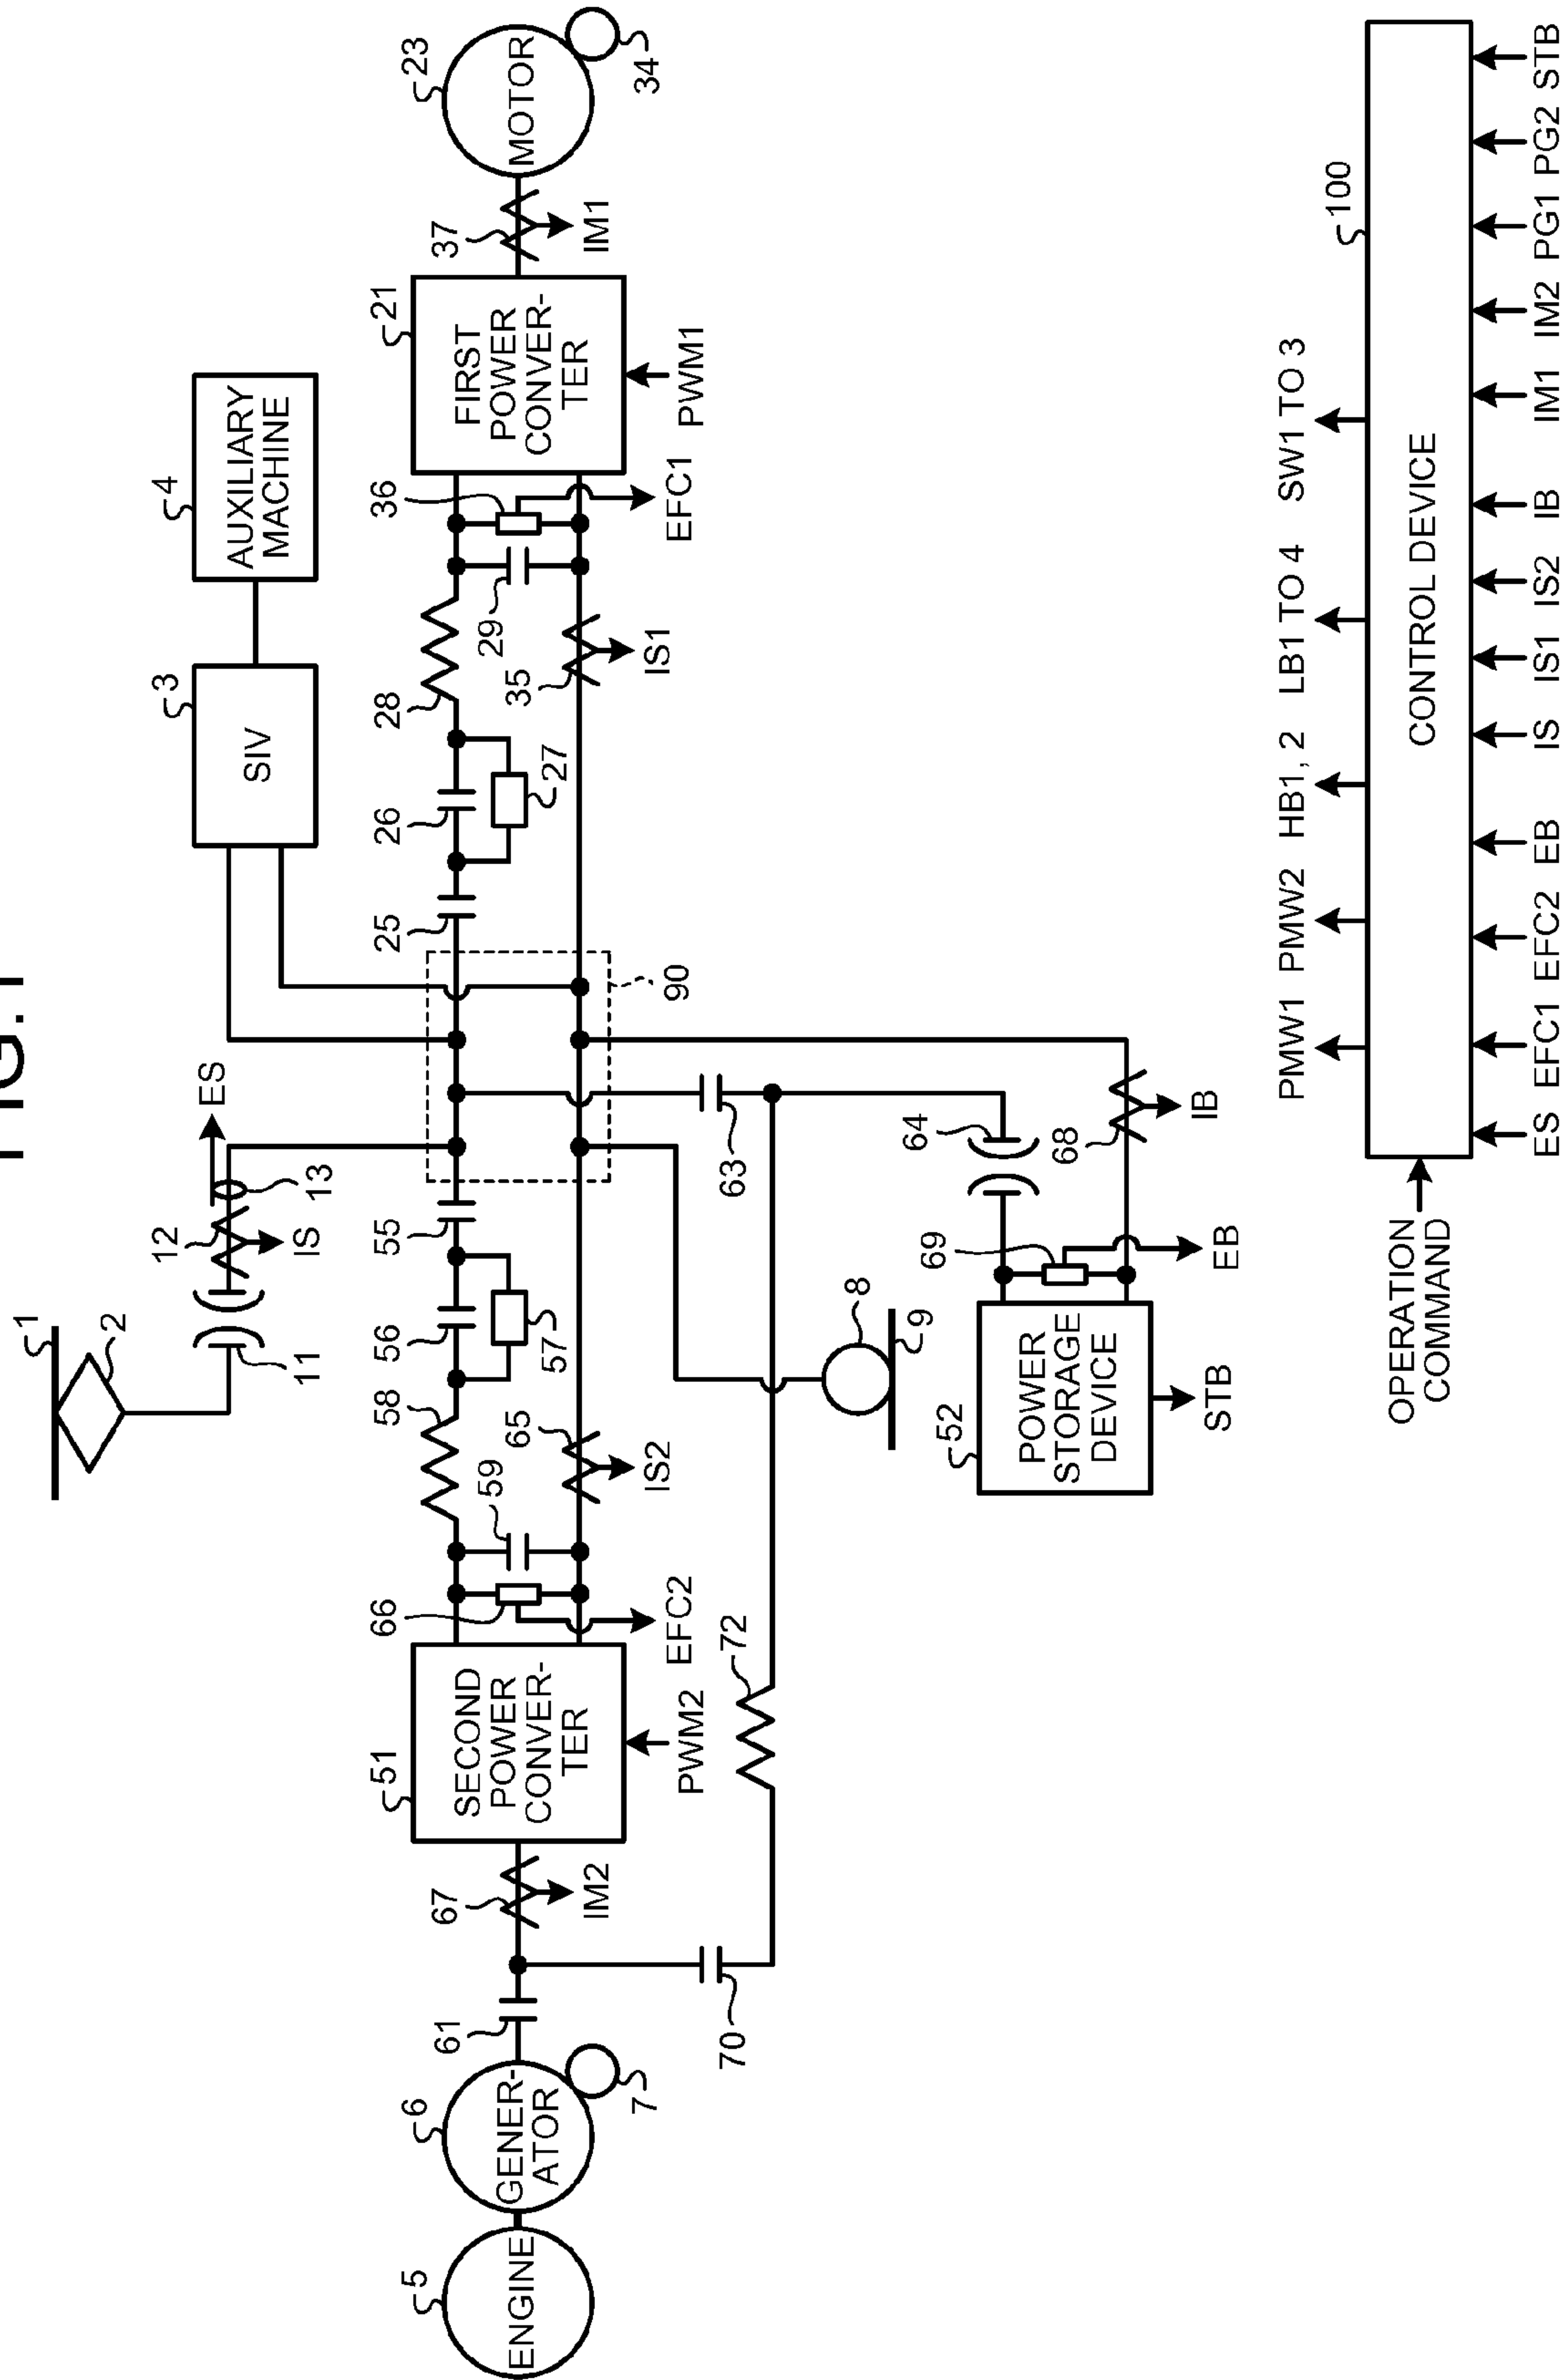 FIG. 1
1
2
11
12
IS
13
ES
3
SIV
4
AUXILIARY
MACHINE
5
ENGINE
6
GENER-
ATOR
7
61
67
IM2
51
SECOND
POWER
CONVER-
TER
PWM2
66
EFC2
59
58
65
IS2
56
57
55
90
25
26
27
28
35
IS1
29
36
EFC1
21
FIRST
POWER
CONVER-
TER
PWM1
37
IM1
23
MOTOR
34
70
72
63
8
9
64
69
EB
68
IB
52
POWER
STORAGE
DEVICE
STB
PMW1
PMW2
HB1, 2
LB1 TO 4
SW1 TO 3
100
OPERATION
COMMAND
CONTROL DEVICE
ES
EFC1
EFC2
EB
IS
IS1
IS2
IB
IM1
IM2
PG1
PG2
STB